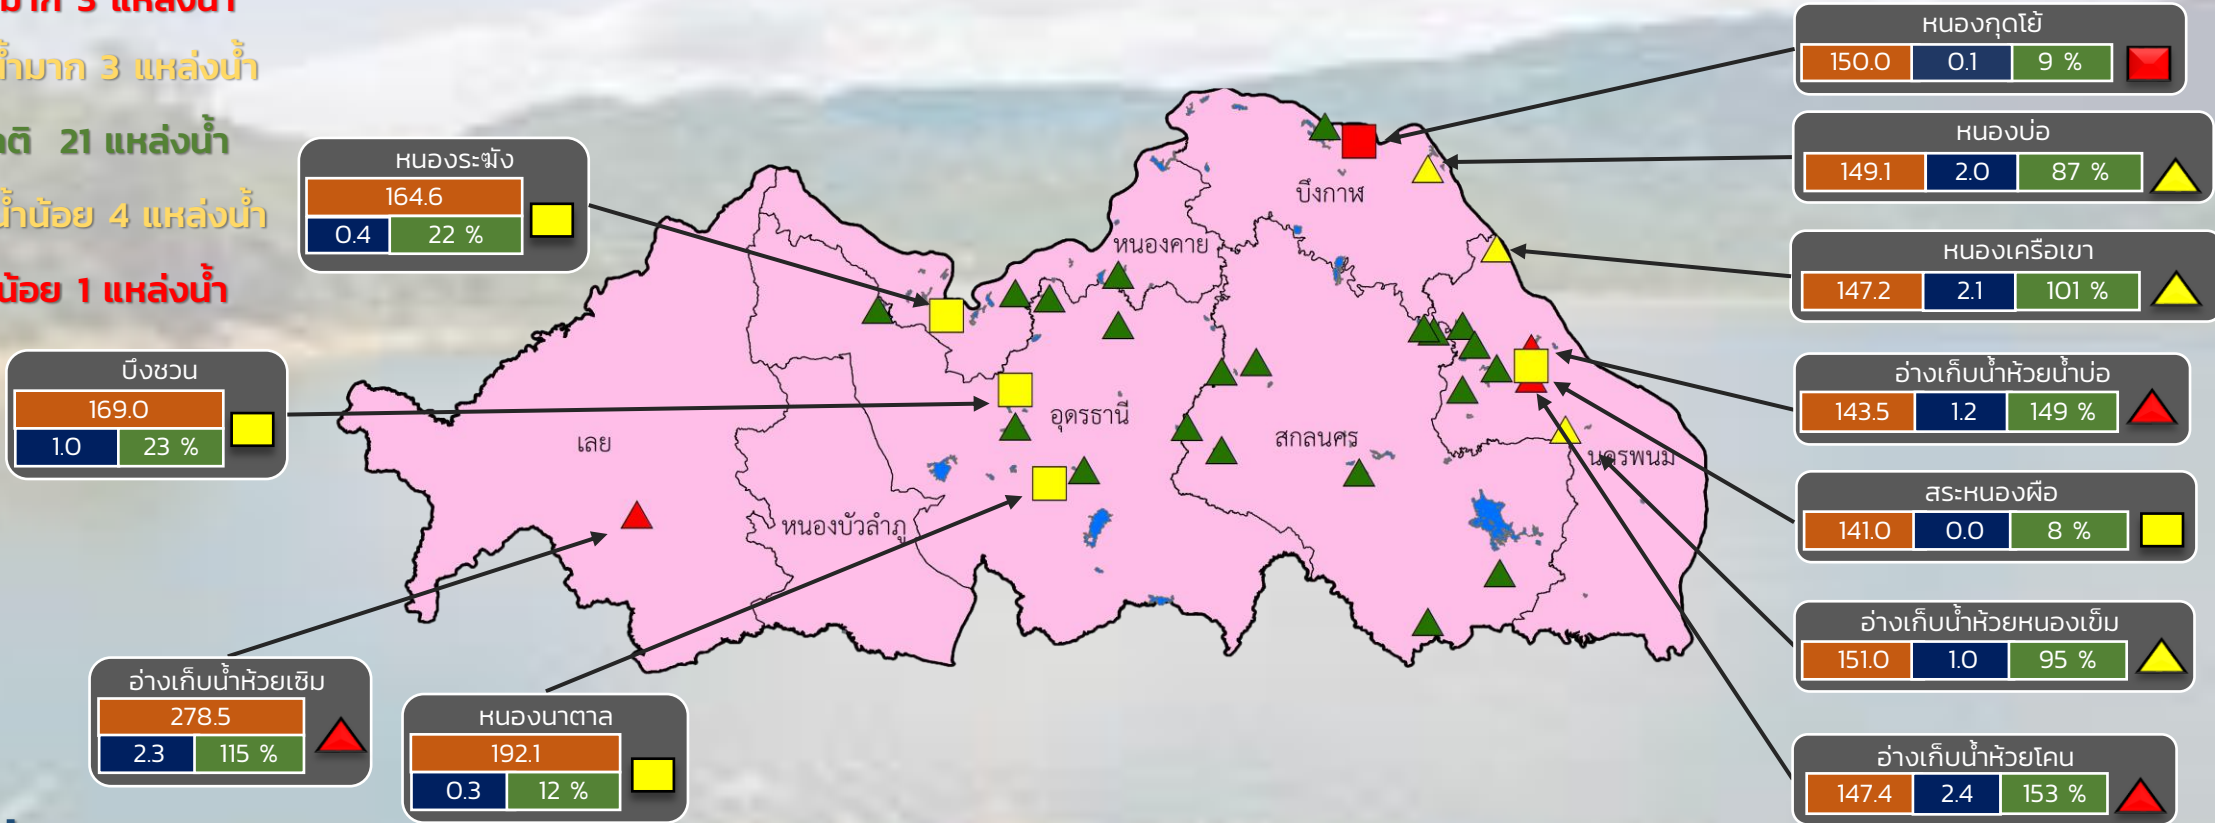 มาก 3 แหล่งน้ำ
น้ำมาก 3 แหล่งน้ำ
21 แหล่งน้ำ
น้ำน้อย 4 แหล่งน้ำ
น้อย 1 แหล่งน้ำ
หนองระฆัง
164.6
0.4 22 %
บึงชวน
169.0
1.0 23 %
อ่างเก็บน้ำห้วยเซิม
278.5
2.3 115 %
หนองนาตาล
192.1
0.3 12 %
บึงกาฬ
หนองคาย
อุดรธานี
เลย
สกลนคร
นครพนม
หนองบัวลำภู
หนองกุดโย้
150.0 0.1 9 %
หนองบ่อ
149.1 2.0 87 %
หนองเครือเขา
147.2 2.1 101 %
อ่างเก็บน้ำห้วยน้ำบ่อ
143.5 1.2 149 %
สระหนองผือ
141.0 0.0 8 %
อ่างเก็บน้ำห้วยหนองเข็ม
151.0 1.0 95 %
อ่างเก็บน้ำห้วยโคน
147.4 2.4 153 %